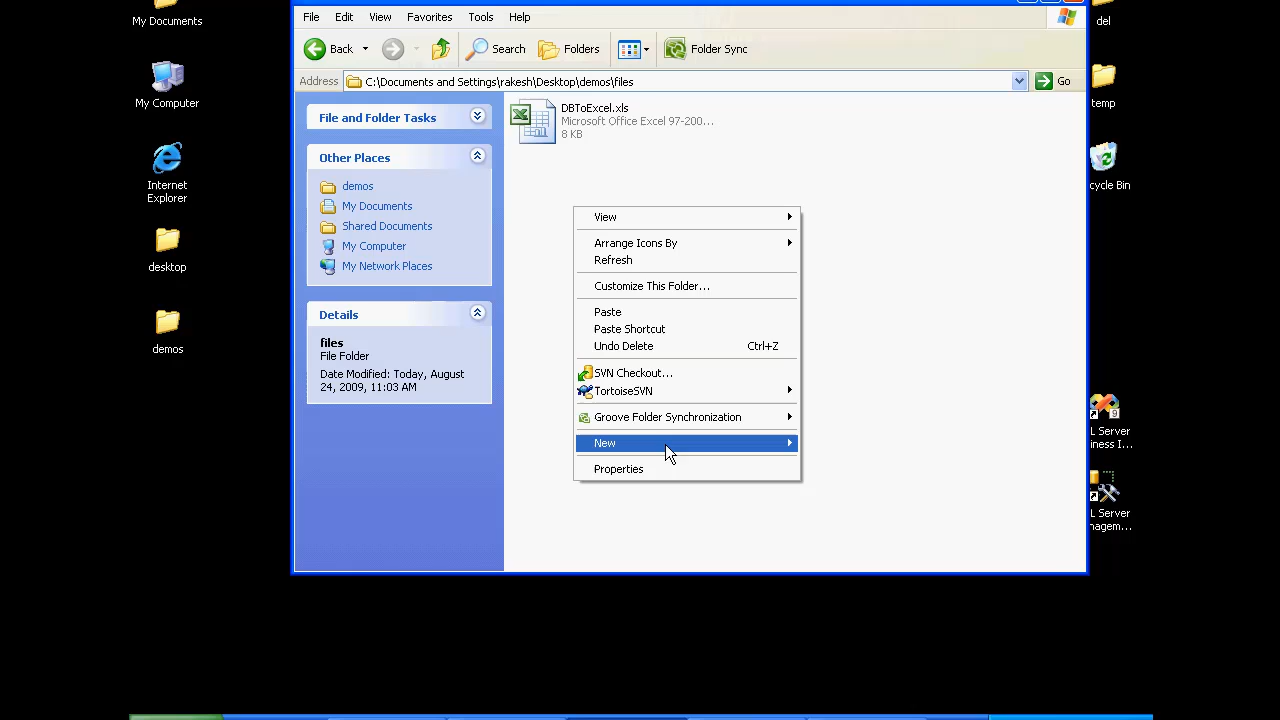 My Documents
My Computer
Internet
Explorer
desktop
demos
File Edit View Favorites Tools Help
Back Search Folders Folder Sync
Address C:\Documents and Settings\rakesh\Desktop\demos\files Go
File and Folder Tasks
Other Places
demos
My Documents
Shared Documents
My Computer
My Network Places
Details
files
File Folder
Date Modified: Today, August
24, 2009, 11:03 AM
DBToExcel.xls
Microsoft Office Excel 97-200...
8 KB
View
Arrange Icons By
Refresh
Customize This Folder...
Paste
Paste Shortcut
Undo Delete Ctrl+Z
SVN Checkout...
TortoiseSVN
Groove Folder Synchronization
New
Properties
del
temp
cycle Bin
9
L Server
iness I...
L Server
nagem...